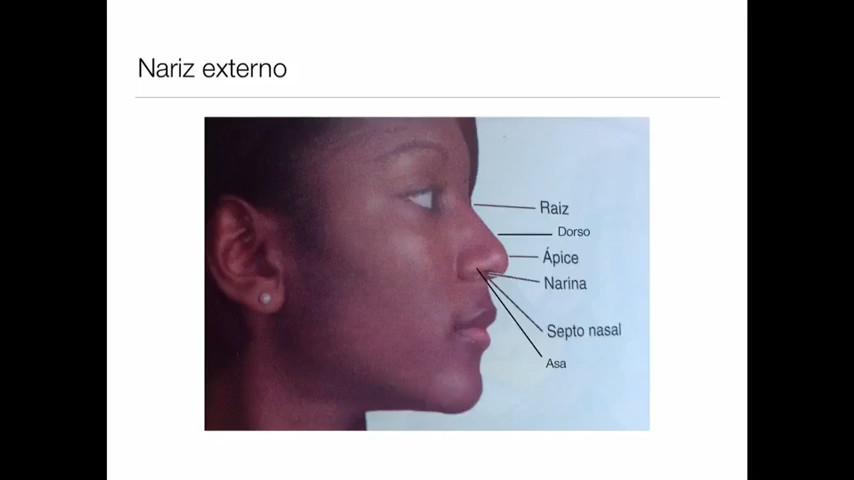 Nariz externo
Raiz
Dorso
Ápice
Narina
Septo nasal
Asa